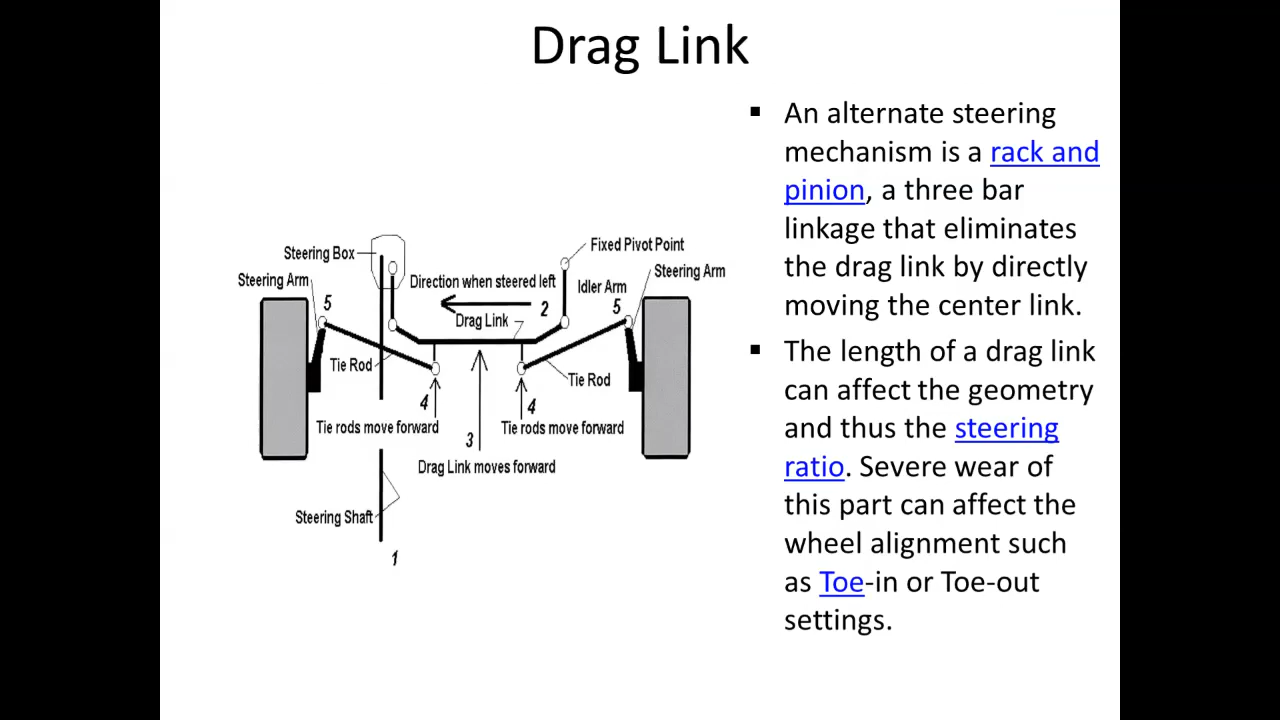 Drag Link
▪ An alternate steering
mechanism is a rack and
pinion, a three bar
linkage that eliminates
the drag link by directly
moving the center link.
▪ The length of a drag link
can affect the geometry
and thus the steering
ratio. Severe wear of
this part can affect the
wheel alignment such
as Toe-in or Toe-out
settings.
Steering Box
Fixed Pivot Point
Steering Arm
Direction when steered left
Idler Arm
Steering Arm
5
2
5
Drag Link
Tie Rod
Tie Rod
4
4
Tie rods move forward
Tie rods move forward
3
Drag Link moves forward
Steering Shaft
1